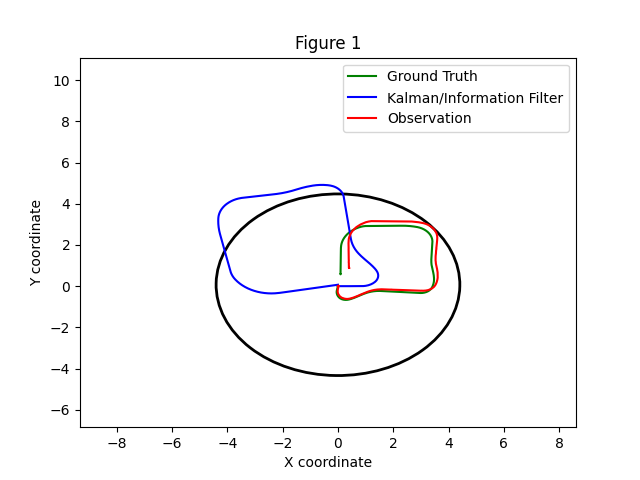 Figure 1
Ground Truth
Kalman/Information Filter
Observation
Y coordinate
10
8
6
4
2
0
−2
−4
−6
−8 −6 −4 −2 0 2 4 6 8
X coordinate